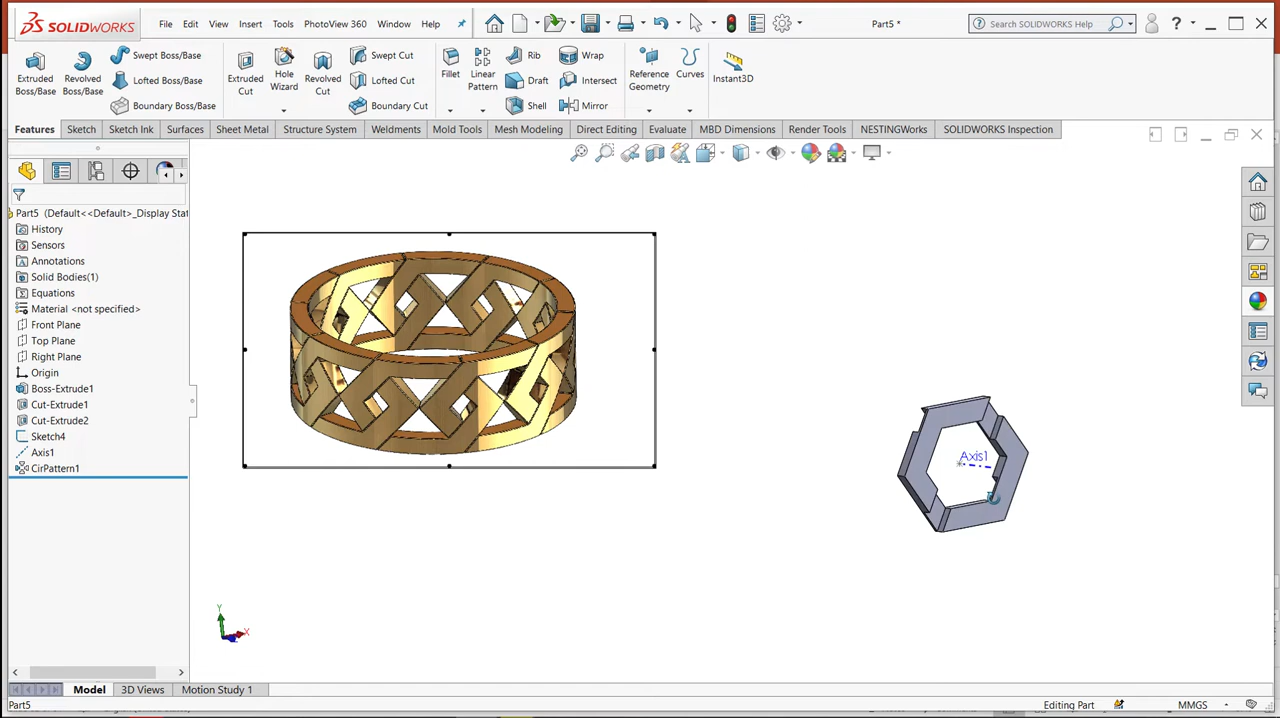 SOLIDWORKS File Edit View Insert Tools PhotoView 360 Window Help Part5 * Search SOLIDWORKS Help ?
Extruded Boss/Base
Revolved Boss/Base
Swept Boss/Base
Lofted Boss/Base
Boundary Boss/Base
Extruded Cut
Hole Wizard
Revolved Cut
Swept Cut
Lofted Cut
Boundary Cut
Fillet
Linear Pattern
Rib
Draft
Shell
Wrap
Intersect
Mirror
Reference Geometry
Curves
Instant3D
Features Sketch Sketch Ink Surfaces Sheet Metal Structure System Weldments Mold Tools Mesh Modeling Direct Editing Evaluate MBD Dimensions Render Tools NESTINGWorks SOLIDWORKS Inspection
Part5 (Default<<Default>_Display Stat
History
Sensors
Annotations
Solid Bodies(1)
Equations
Material <not specified>
Front Plane
Top Plane
Right Plane
Origin
Boss-Extrude1
Cut-Extrude1
Cut-Extrude2
Sketch4
Axis1
CirPattern1
Axis1
Y
X
Model 3D Views Motion Study 1
Part5 Editing Part MMGS